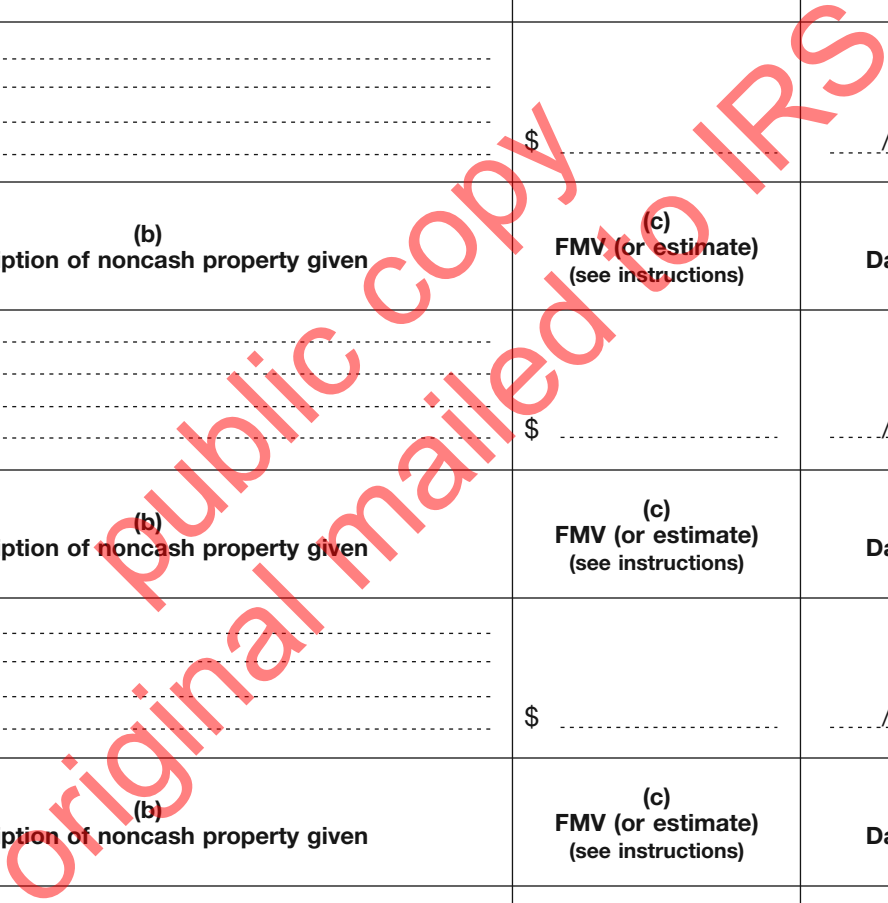 $ /
(b)
ption of noncash property given
(c)
FMV (or estimate)
(see instructions)
Da
$ /
(b)
ption of noncash property given
(c)
FMV (or estimate)
(see instructions)
Da
$ /
(b)
ption of noncash property given
(c)
FMV (or estimate)
(see instructions)
Da
public copy
original mailed to IRS